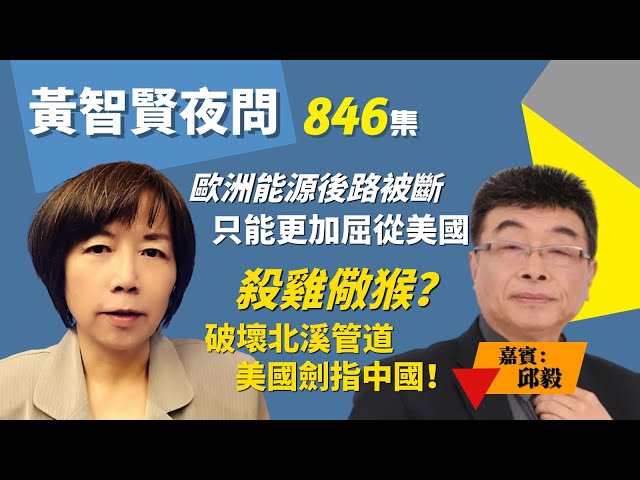 黃智賢夜問 846集
歐洲能源後路被斷
只能更加屈從美國
殺雞儆猴？
破壞北溪管道
美國劍指中國！
嘉賓：
邱毅